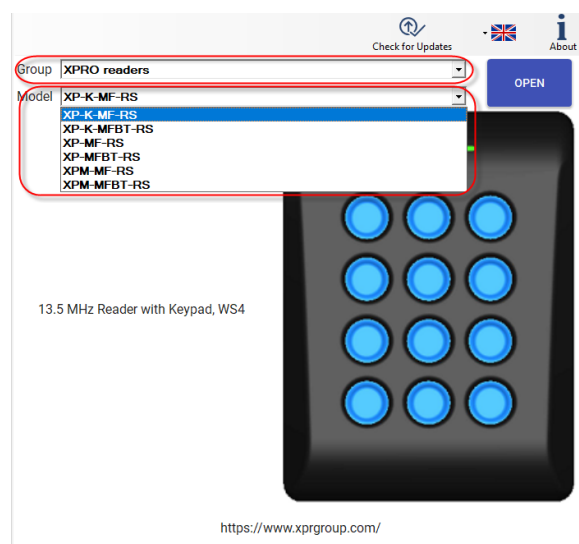 Check for Updates
About
Group XPRO readers
OPEN
Model XP-K-MF-RS
XP-K-MF-RS
XP-K-MFBT-RS
XP-MF-RS
XP-MFBT-RS
XPM-MF-RS
XPM-MFBT-RS
13.5 MHz Reader with Keypad, WS4
https://www.xprgroup.com/